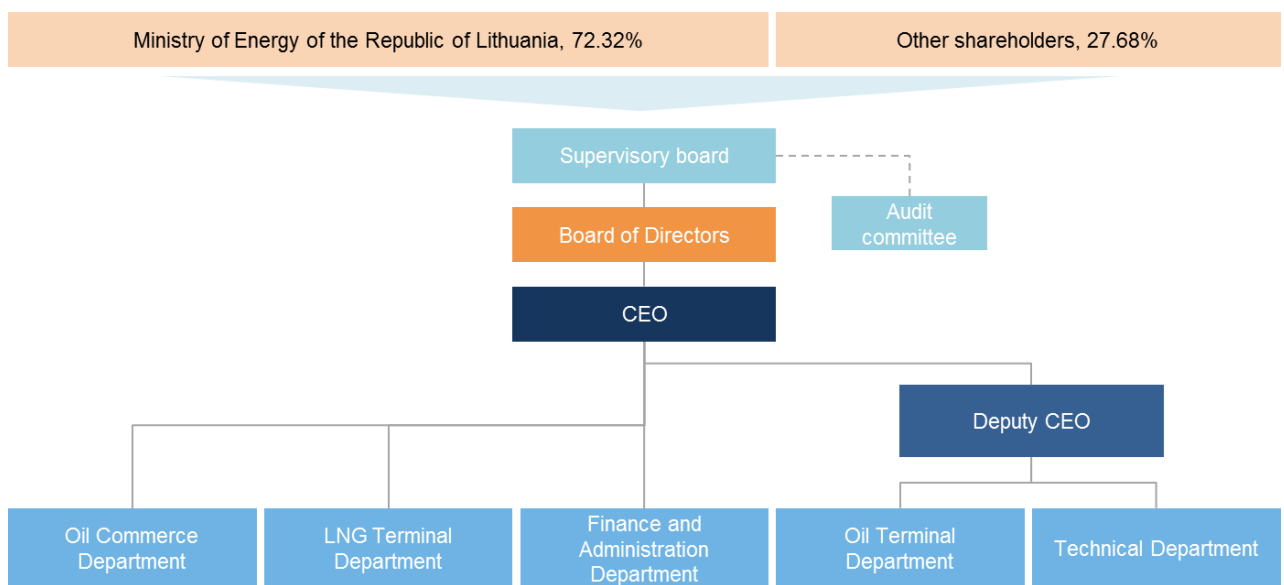 Ministry of Energy of the Republic of Lithuania, 72.32%
Other shareholders, 27.68%
Supervisory board
Audit
committee
Board of Directors
CEO
Deputy CEO
Oil Commerce
Department
LNG Terminal
Department
Finance and
Administration
Department
Oil Terminal
Department
Technical Department